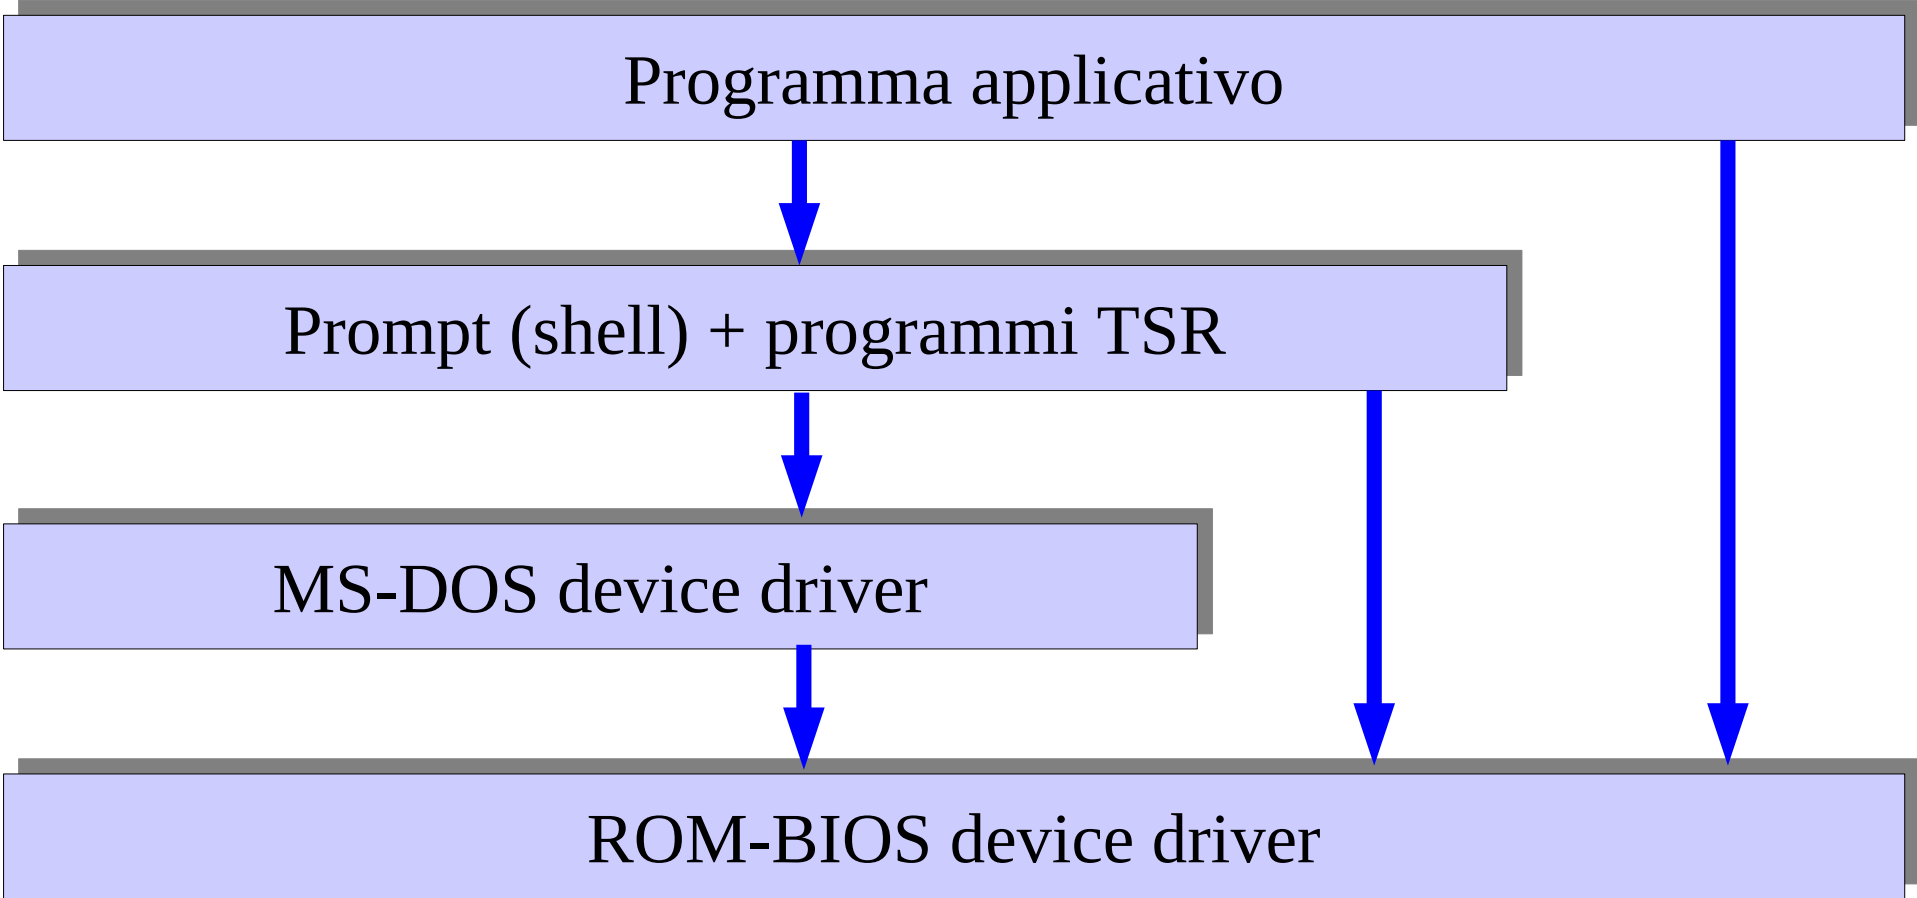 Programma applicativo
Prompt (shell) + programmi TSR
MS-DOS device driver
ROM-BIOS device driver